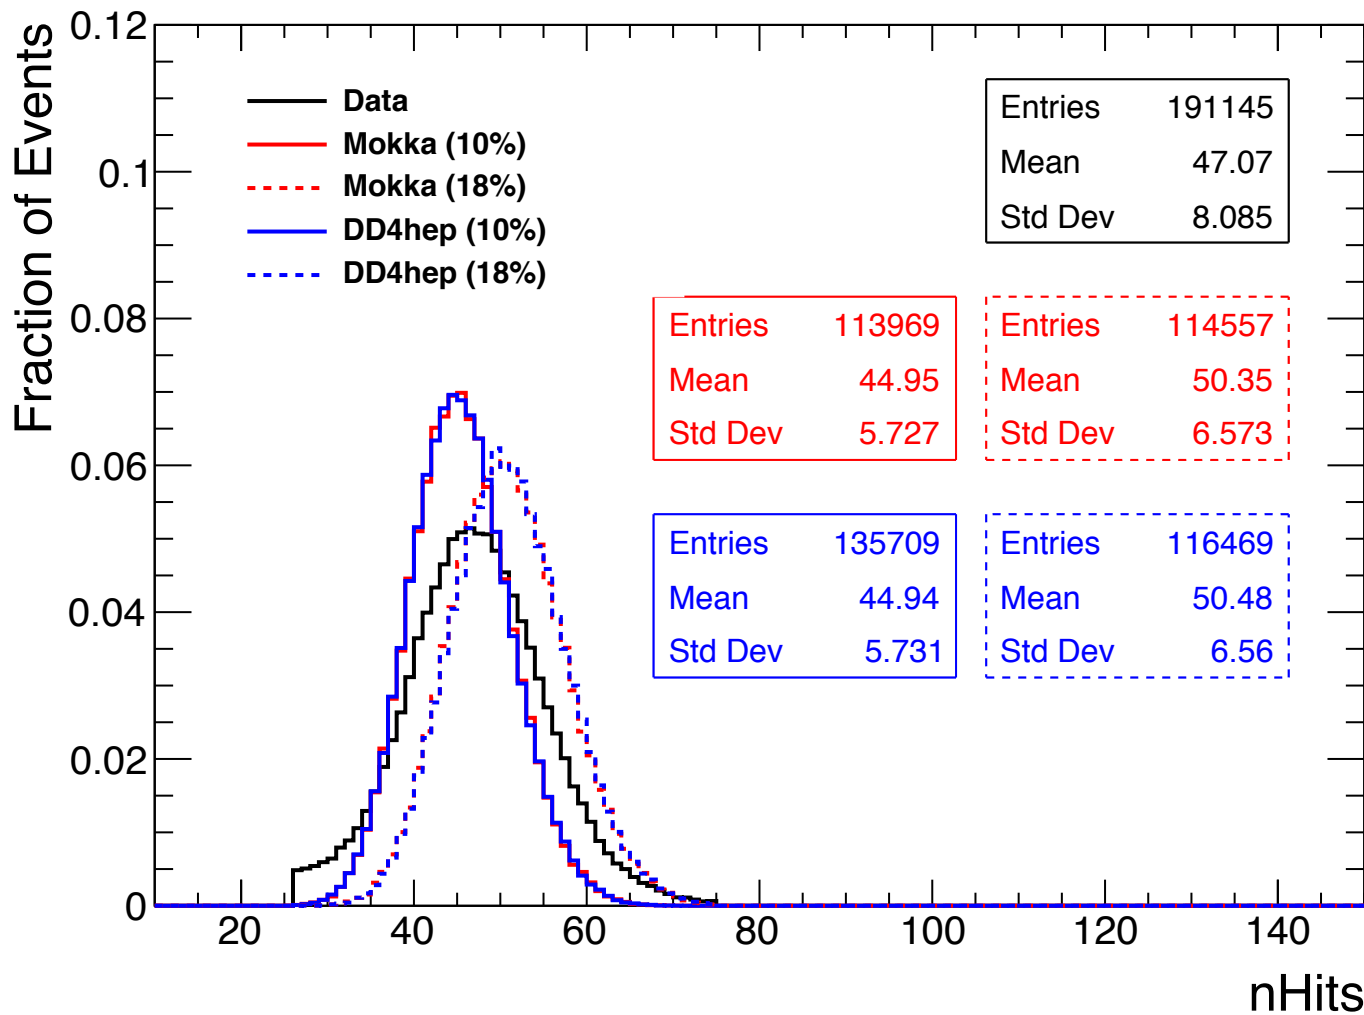 Fraction of Events
0.12
0.1
0.08
0.06
0.04
0.02
0
Data
Mokka (10%)
Mokka (18%)
DD4hep (10%)
DD4hep (18%)
Entries 191145
Mean 47.07
Std Dev 8.085
Entries 113969
Mean 44.95
Std Dev 5.727
Entries 114557
Mean 50.35
Std Dev 6.573
Entries 135709
Mean 44.94
Std Dev 5.731
Entries 116469
Mean 50.48
Std Dev 6.56
20 40 60 80 100 120 140
nHits